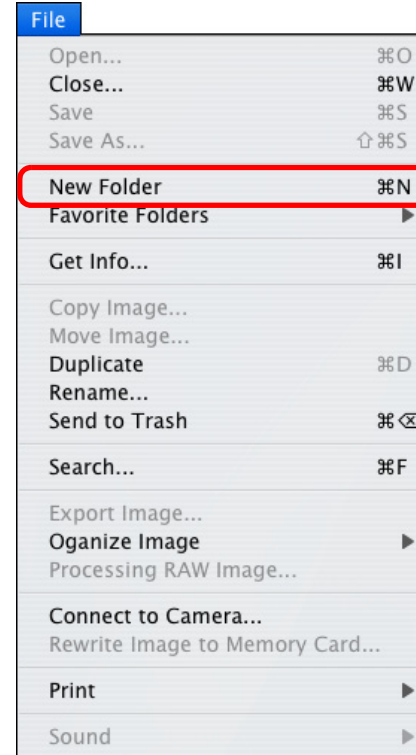 File
Open... ⌘O
Close... ⌘W
Save ⌘S
Save As... ⇧⌘S
New Folder ⌘N
Favorite Folders ▶
Get Info... ⌘I
Copy Image...
Move Image...
Duplicate ⌘D
Rename...
Send to Trash ⌘⌫
Search... ⌘F
Export Image...
Oganize Image ▶
Processing RAW Image...
Connect to Camera...
Rewrite Image to Memory Card...
Print ▶
Sound ▶